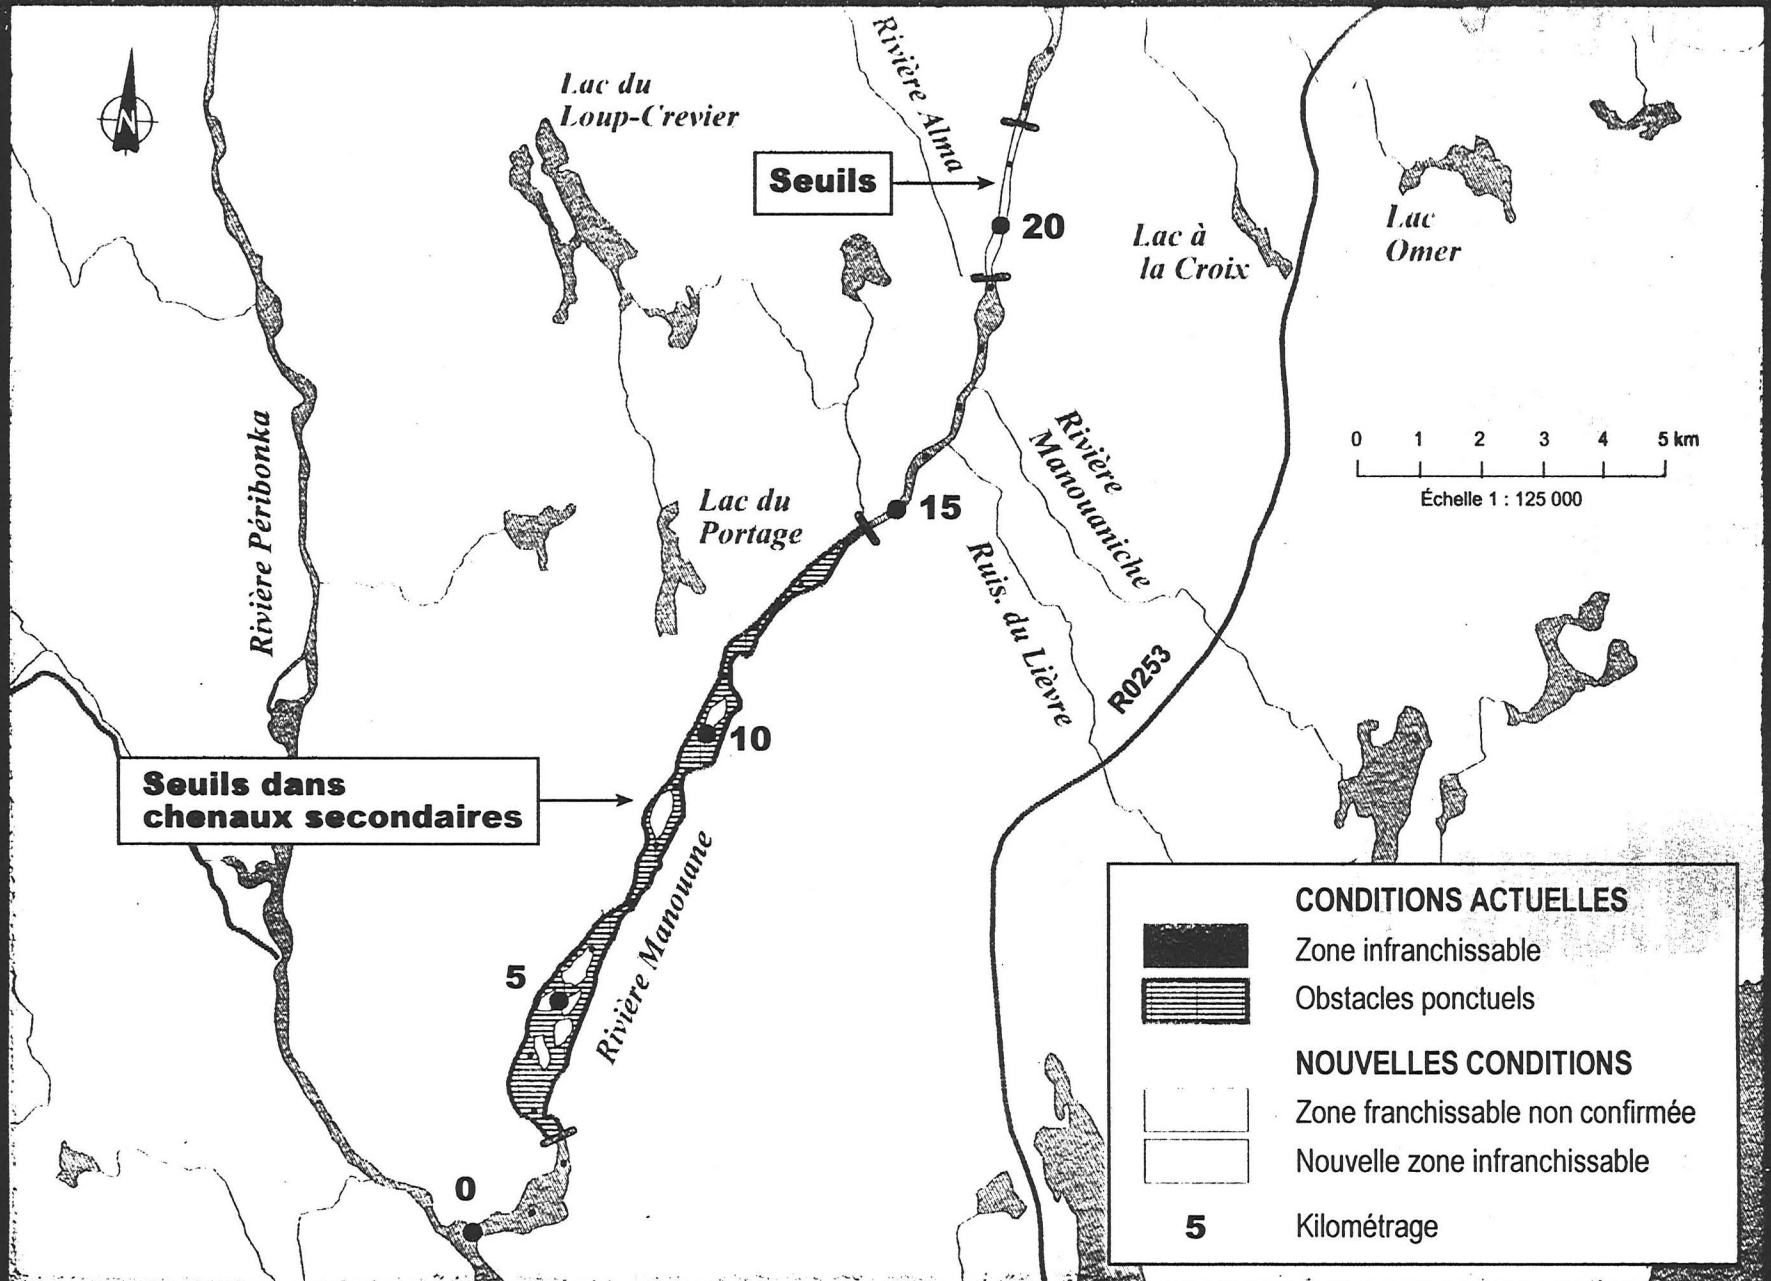 N
Lac du
Loup-Crevier
Rivière Alma
Seuils
20
Lac à
la Croix
Lac
Omer
Rivière Péribonka
Rivière
Manouaniche
0 1 2 3 4 5 km
Échelle 1 : 125 000
Lac du
Portage
15
Ruis. du Lièvre
R0253
10
Seuils dans
chenaux secondaires
Rivière Manouane
5
0
CONDITIONS ACTUELLES
Zone infranchissable
Obstacles ponctuels
NOUVELLES CONDITIONS
Zone franchissable non confirmée
Nouvelle zone infranchissable
5 Kilométrage